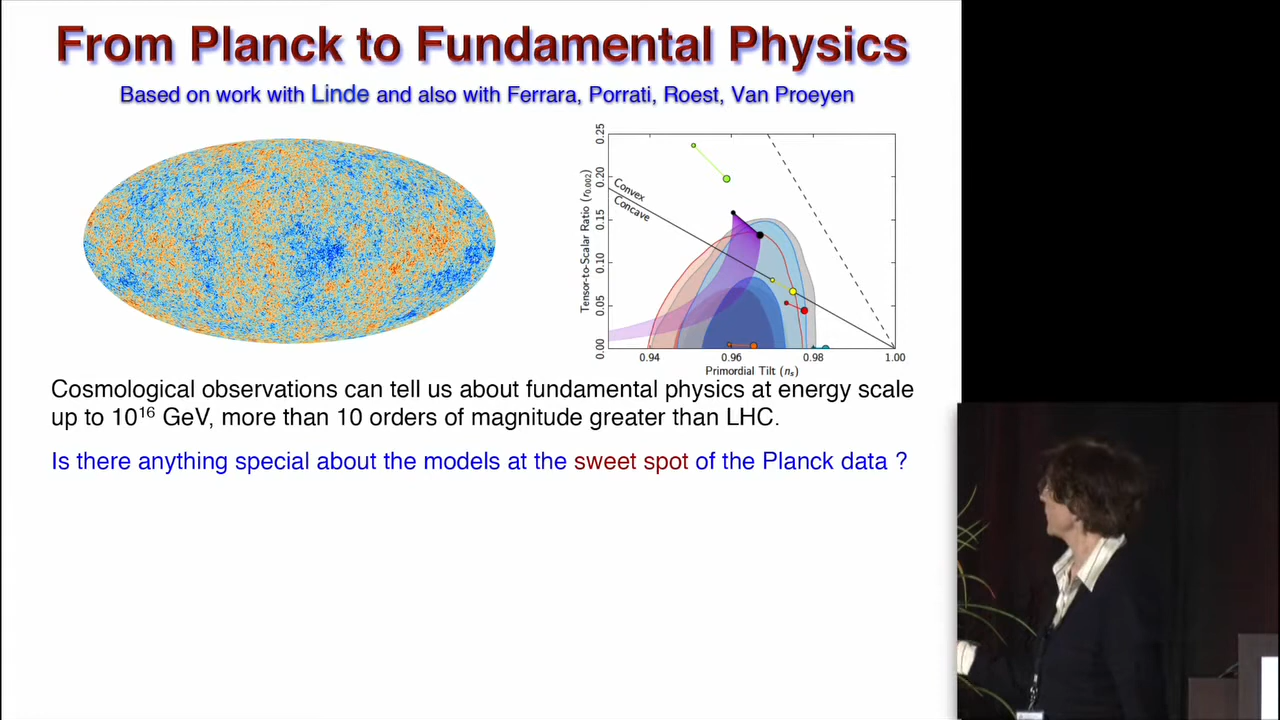 From Planck to Fundamental Physics
Based on work with Linde and also with Ferrara, Porrati, Roest, Van Proeyen
Tensor-to-Scalar Ratio (r0.002)
0.25
0.20
0.15
0.10
0.05
0.00
Convex
Concave
0.94
0.96
0.98
1.00
Primordial Tilt (ns)
Cosmological observations can tell us about fundamental physics at energy scale
up to 10¹⁶ GeV, more than 10 orders of magnitude greater than LHC.
Is there anything special about the models at the sweet spot of the Planck data ?